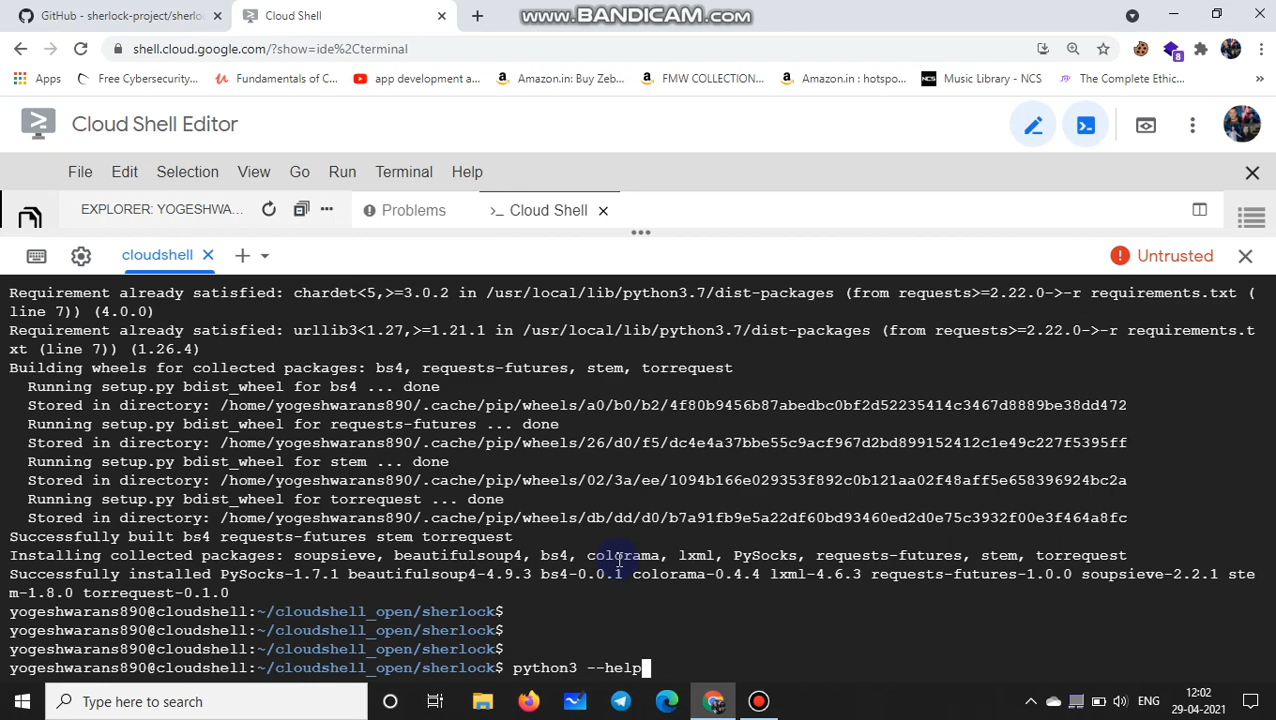 GitHub - sherlock-project/sherlo
Cloud Shell
www.BANDICAM.com
shell.cloud.google.com/?show=ide%2Cterminal
8
Apps
Free Cybersecurity...
Fundamentals of C...
app development a...
Amazon.in: Buy Zeb...
FMW COLLECTION...
Amazon.in : hotspo...
Music Library - NCS
The Complete Ethic...
Cloud Shell Editor
File Edit Selection View Go Run Terminal Help
EXPLORER: YOGESHWA... Problems Cloud Shell
cloudshell Untrusted
Requirement already satisfied: chardet<5,>=3.0.2 in /usr/local/lib/python3.7/dist-packages (from requests>=2.22.0->-r requirements.txt (
line 7)) (4.0.0)
Requirement already satisfied: urllib3<1.27,>=1.21.1 in /usr/local/lib/python3.7/dist-packages (from requests>=2.22.0->-r requirements.t
xt (line 7)) (1.26.4)
Building wheels for collected packages: bs4, requests-futures, stem, torrequest
Running setup.py bdist_wheel for bs4 ... done
Stored in directory: /home/yogeshwarans890/.cache/pip/wheels/a0/b0/b2/4f80b9456b87abedbc0bf2d52235414c3467d8889be38dd472
Running setup.py bdist_wheel for requests-futures ... done
Stored in directory: /home/yogeshwarans890/.cache/pip/wheels/26/d0/f5/dc4e4a37bbe55c9acf967d2bd899152412c1e49c227f5395ff
Running setup.py bdist_wheel for stem ... done
Stored in directory: /home/yogeshwarans890/.cache/pip/wheels/02/3a/ee/1094b166e029353f892c0b121aa02f48aff5e658396924bc2a
Running setup.py bdist_wheel for torrequest ... done
Stored in directory: /home/yogeshwarans890/.cache/pip/wheels/db/dd/d0/b7a91fb9e5a22df60bd93460ed2d0e75c3932f00e3f464a8fc
Successfully built bs4 requests-futures stem torrequest
Installing collected packages: soupsieve, beautifulsoup4, bs4, colorama, lxml, PySocks, requests-futures, stem, torrequest
Successfully installed PySocks-1.7.1 beautifulsoup4-4.9.3 bs4-0.0.1 colorama-0.4.4 lxml-4.6.3 requests-futures-1.0.0 soupsieve-2.2.1 ste
m-1.8.0 torrequest-0.1.0
yogeshwarans890@cloudshell:~/cloudshell_open/sherlock$
yogeshwarans890@cloudshell:~/cloudshell_open/sherlock$
yogeshwarans890@cloudshell:~/cloudshell_open/sherlock$
yogeshwarans890@cloudshell:~/cloudshell_open/sherlock$ python3 --help
Type here to search
ENG
12:02
29-04-2021